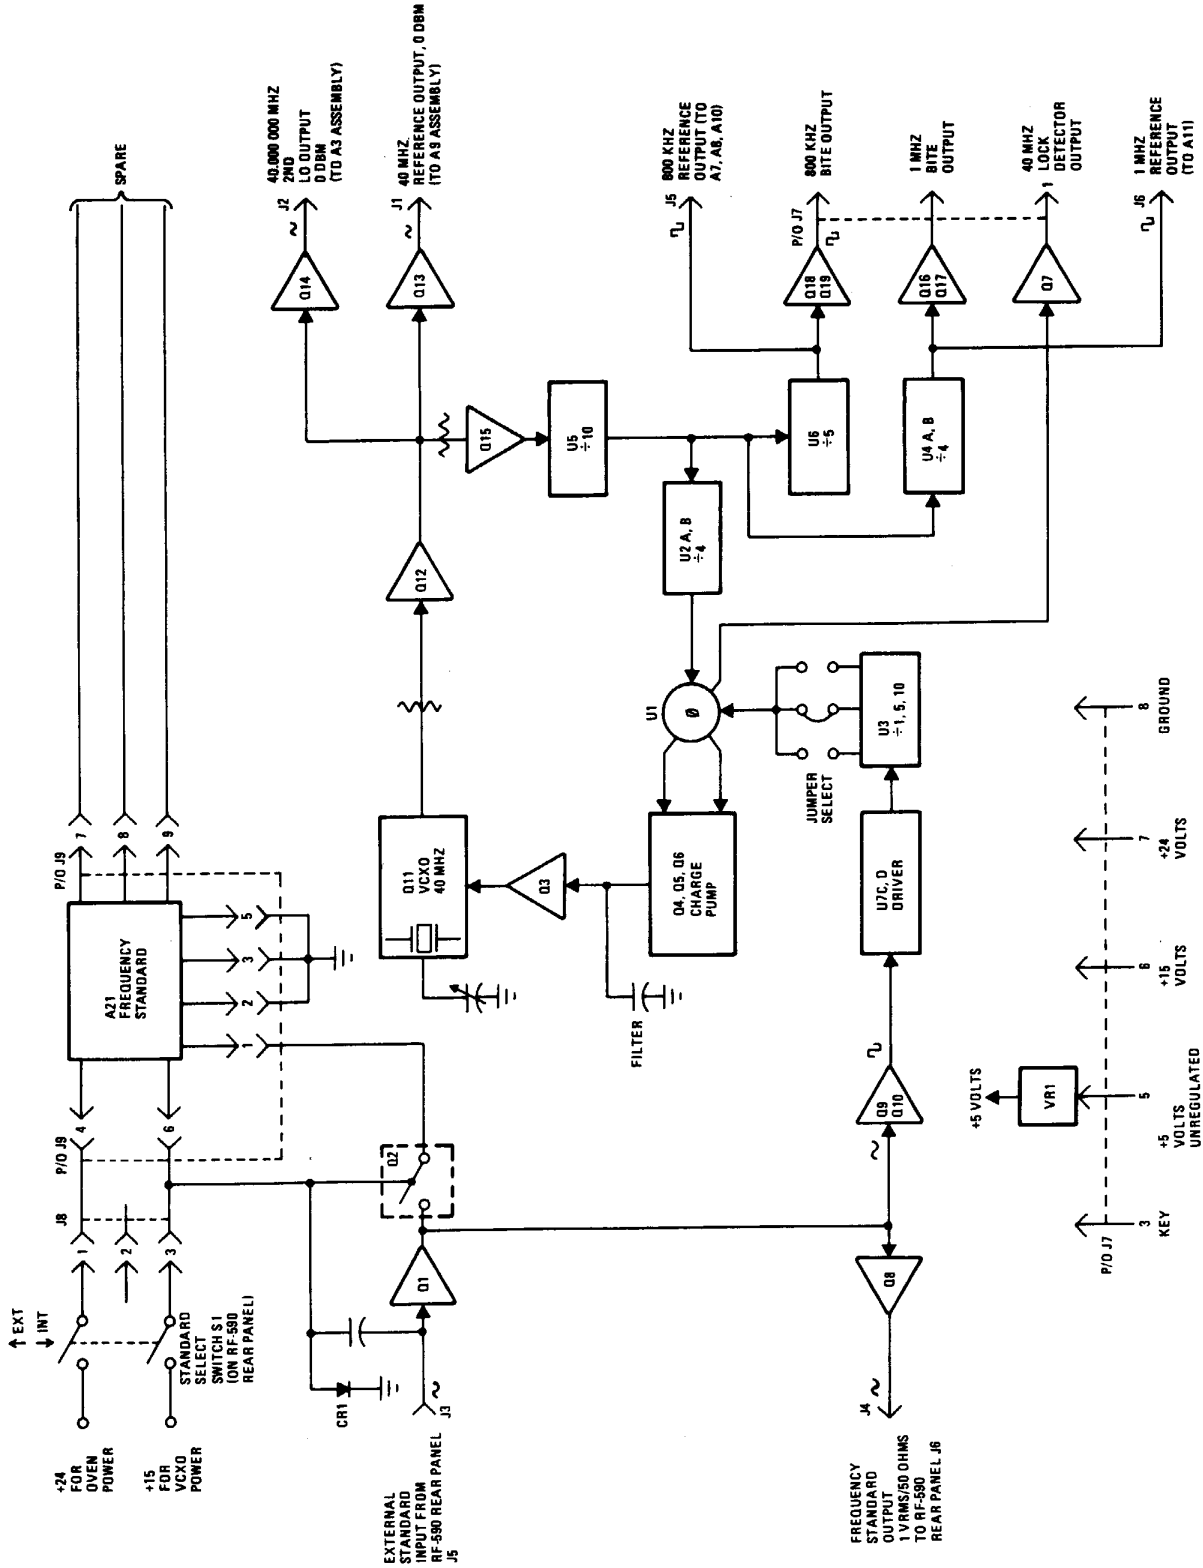 +24
FOR
OVEN
POWER
+15
FOR
VCXO
POWER
↑ EXT
↓ INT
STANDARD
SELECT
SWITCH S1
(ON RF-590
REAR PANEL)
1
2
3
J8
P/O J9
4
6
A21
FREQUENCY
STANDARD
1
2
3
5
P/O J9
7
8
9
SPARE
CR1
EXTERNAL
STANDARD
INPUT FROM
RF-590 REAR PANEL
J5
J3
~
Q1
Q2
FILTER
Q11
VCXO
40 MHZ
Q3
Q4, Q5, Q6
CHARGE
PUMP
Q12
Q14
~
J2
40.000 000 MHZ
2ND
LO OUTPUT
0 DBM
(TO A3 ASSEMBLY)
Q13
~
J1
40 MHZ
REFERENCE OUTPUT, 0 DBM
(TO A9 ASSEMBLY)
Q15
U5
÷10
U2 A, B
÷4
U1
Ø
U6
÷5
U4 A, B
÷4
J5
800 KHZ
REFERENCE
OUTPUT (TO
A7, A8, A10)
Q18
Q19
P/O J7
800 KHZ
BITE OUTPUT
Q16
Q17
1 MHZ
BITE
OUTPUT
Q7
1
40 MHZ
LOCK
DETECTOR
OUTPUT
J6
1 MHZ
REFERENCE
OUTPUT
(TO A11)
JUMPER
SELECT
U3
÷1, 5, 10
U7C, D
DRIVER
Q9
Q10
~
Q8
~
J4
FREQUENCY
STANDARD
OUTPUT
1 VRMS/50 OHMS
TO RF-590
REAR PANEL J6
P/O J7
3
KEY
+5 VOLTS
VR1
5
+5
VOLTS
UNREGULATED
6
+15
VOLTS
7
+24
VOLTS
8
GROUND